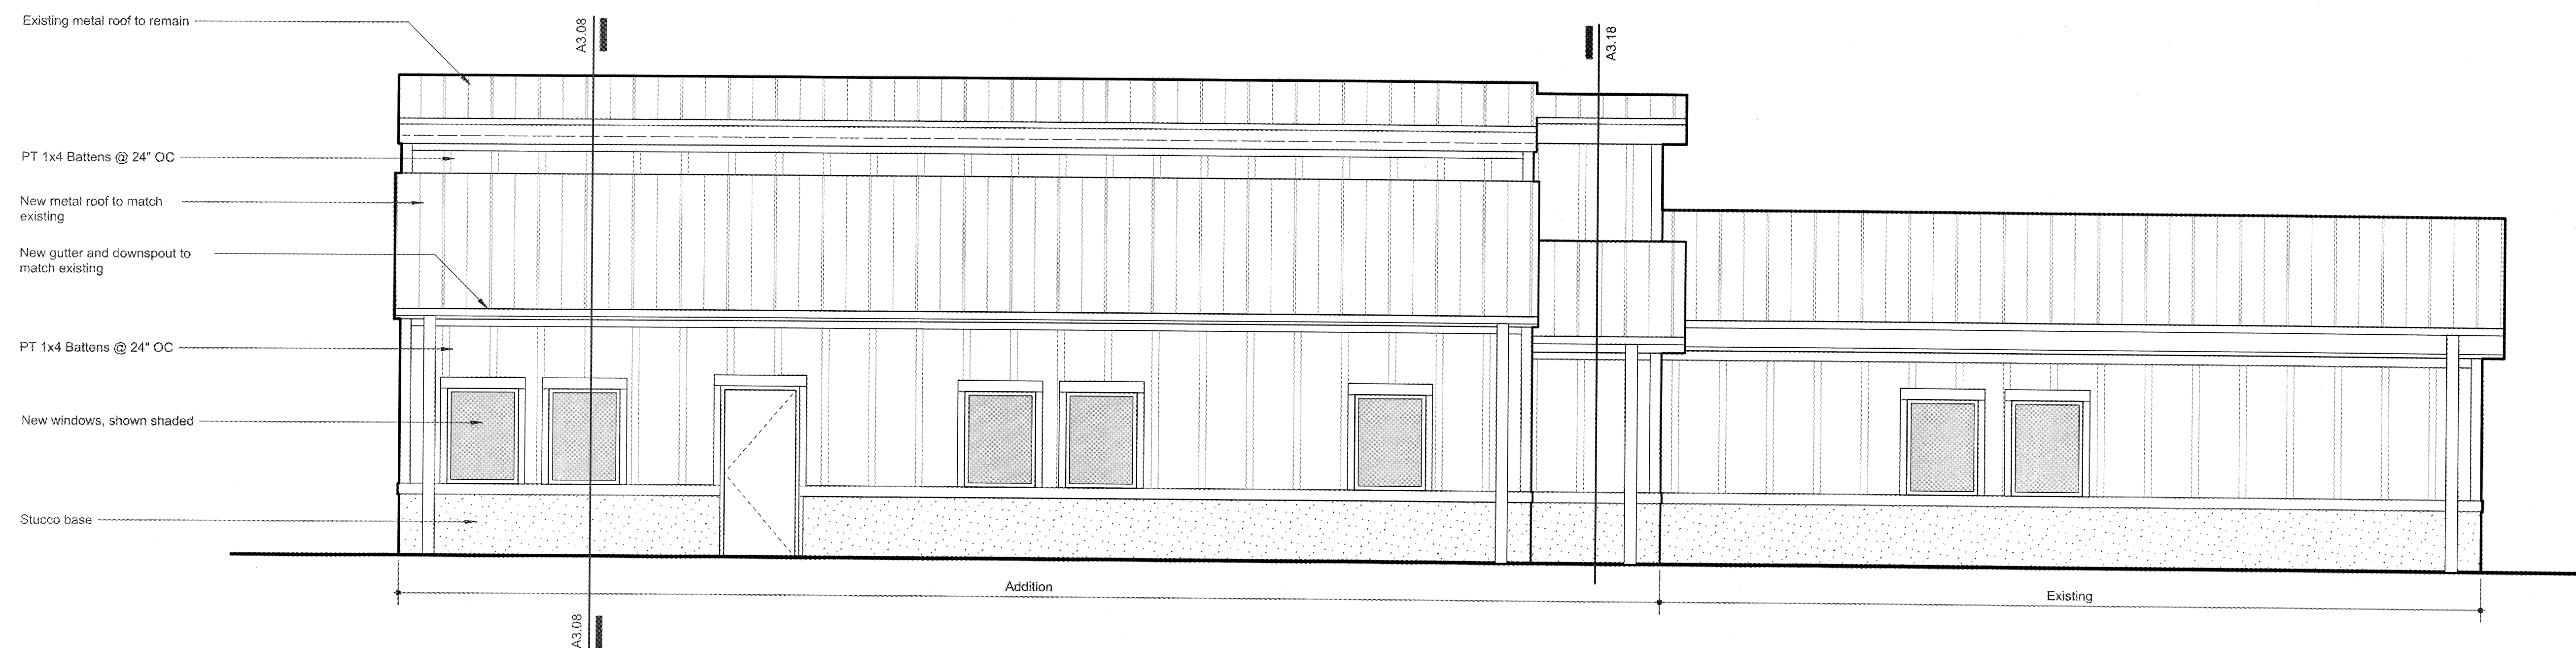 Existing metal roof to remain
A3.08
A3.18
PT 1x4 Battens @ 24" OC
New metal roof to match
existing
New gutter and downspout to
match existing
PT 1x4 Battens @ 24" OC
New windows, shown shaded
Stucco base
Addition
Existing
A3.08